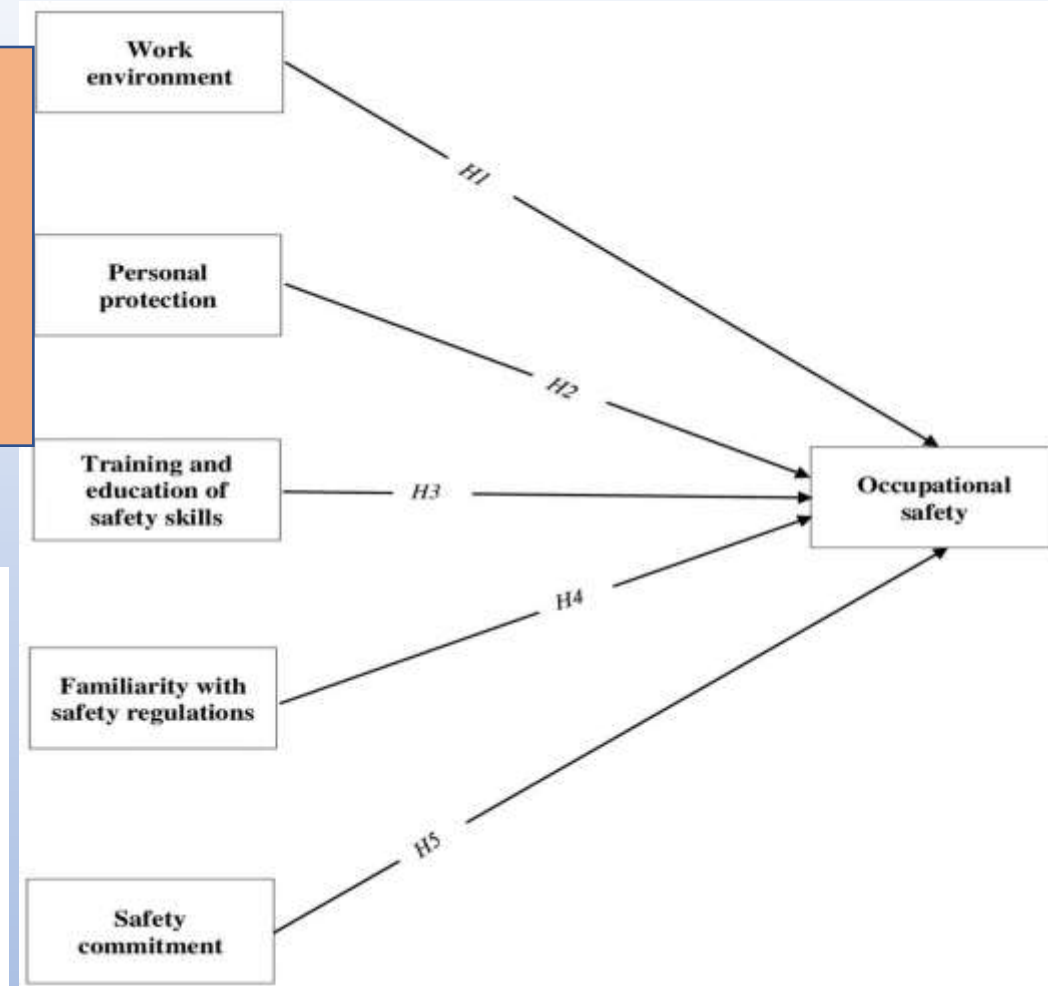 Work
environment
H1
Personal
protection
H2
Training and
education of
safety skills
H3
Occupational
safety
H4
Familiarity with
safety regulations
H5
Safety
commitment